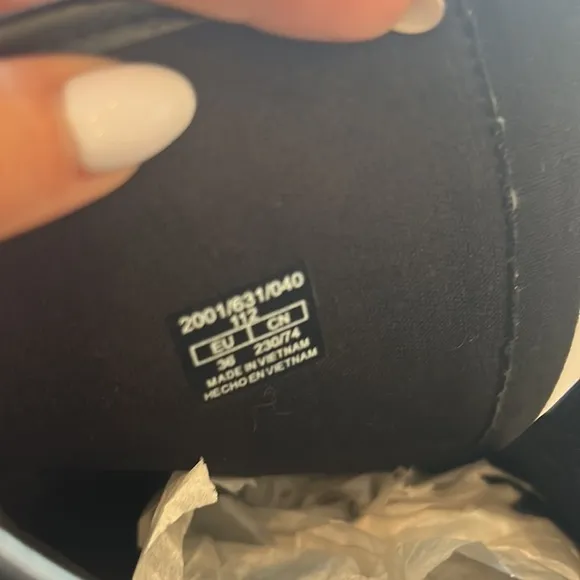 2001/631/040
112
EU CN
36 230/74
MADE IN VIETNAM
HECHO EN VIETNAM